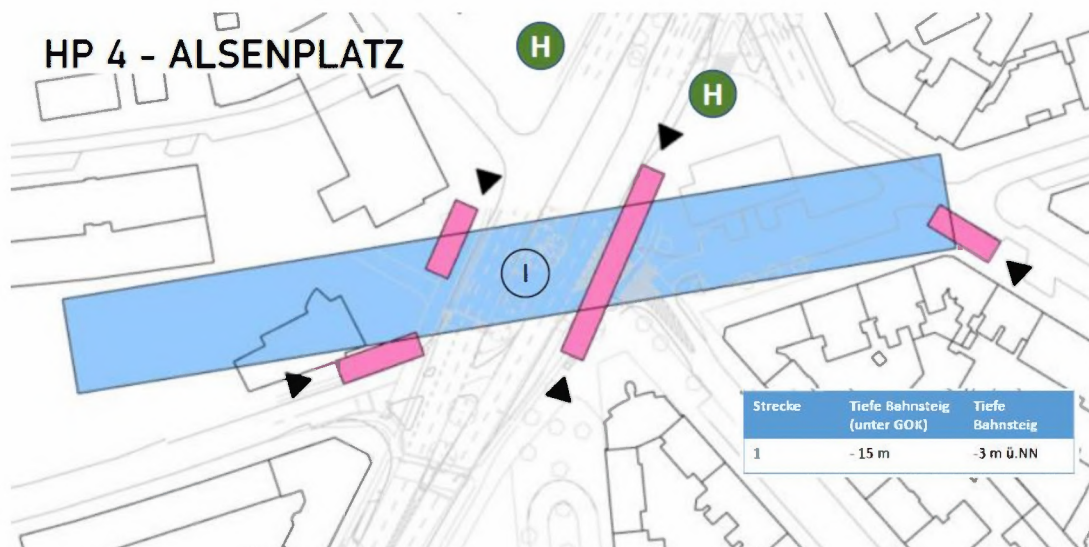 HP 4 - ALSENPLATZ
H
H
I
Strecke Tiefe Bahnsteig (unter GOK) Tiefe Bahnsteig
1 - 15 m -3 m ü.NN